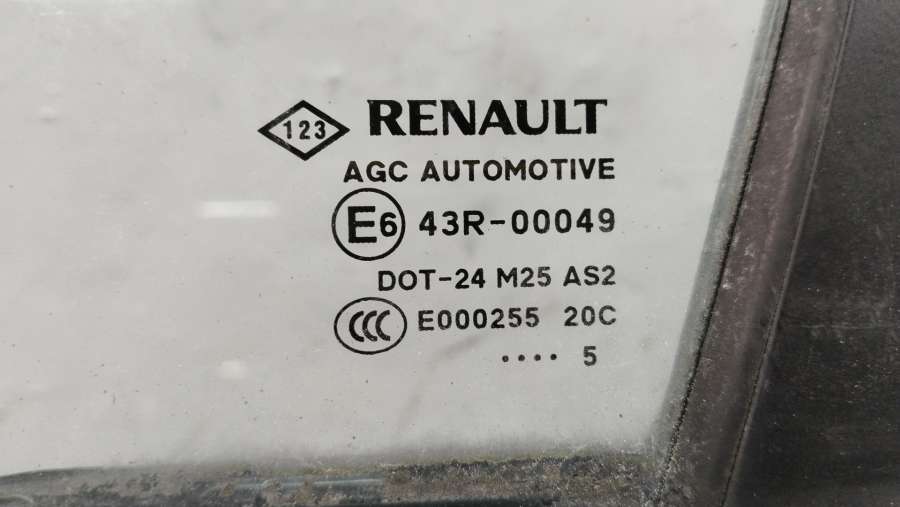 123 RENAULT
AGC AUTOMOTIVE
E6 43R-00049
DOT-24 M25 AS2
CCC E000255 20C
.... 5